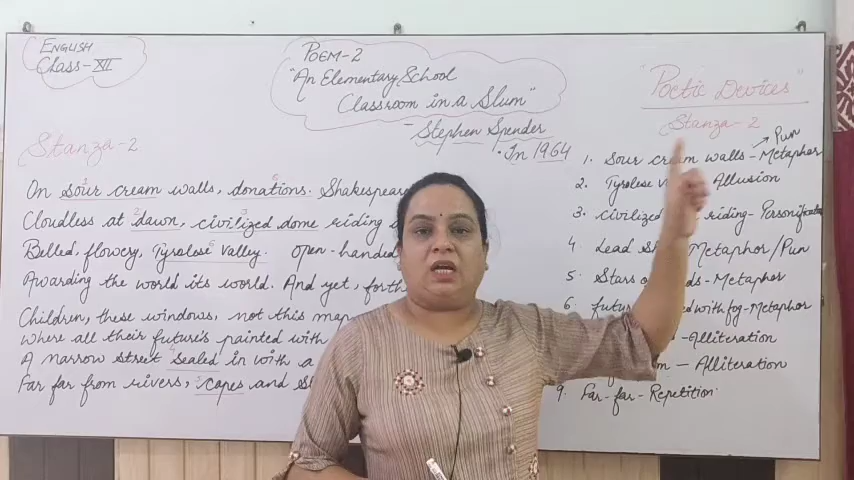 ENGLISH
Class-XII
POEM-2
"An Elementary School
Classroom in a Slum"
- Stephen Spender
• In 1964
Stanza-2
On sour cream walls, donations. Shakespeare
Cloudless at dawn, civilized dome riding
Belled, flowery, Tyrolese valley. Open-handed
Awarding the world its world. And yet, for
Children, these windows, not this map
where all their future's painted with
A narrow street sealed in with a
Far far from rivers, capes and
"Poetic Devices"
Stanza-2
Pun
1. Sour cream walls - Metaphor
2. Tyrolese Allusion
3. civilized riding - Personification
4. Lead Metaphor/Pun
5. Stars Metaphor
6. with fog - Metaphor
- Alliteration
- Alliteration
9. Far-far - Repetition